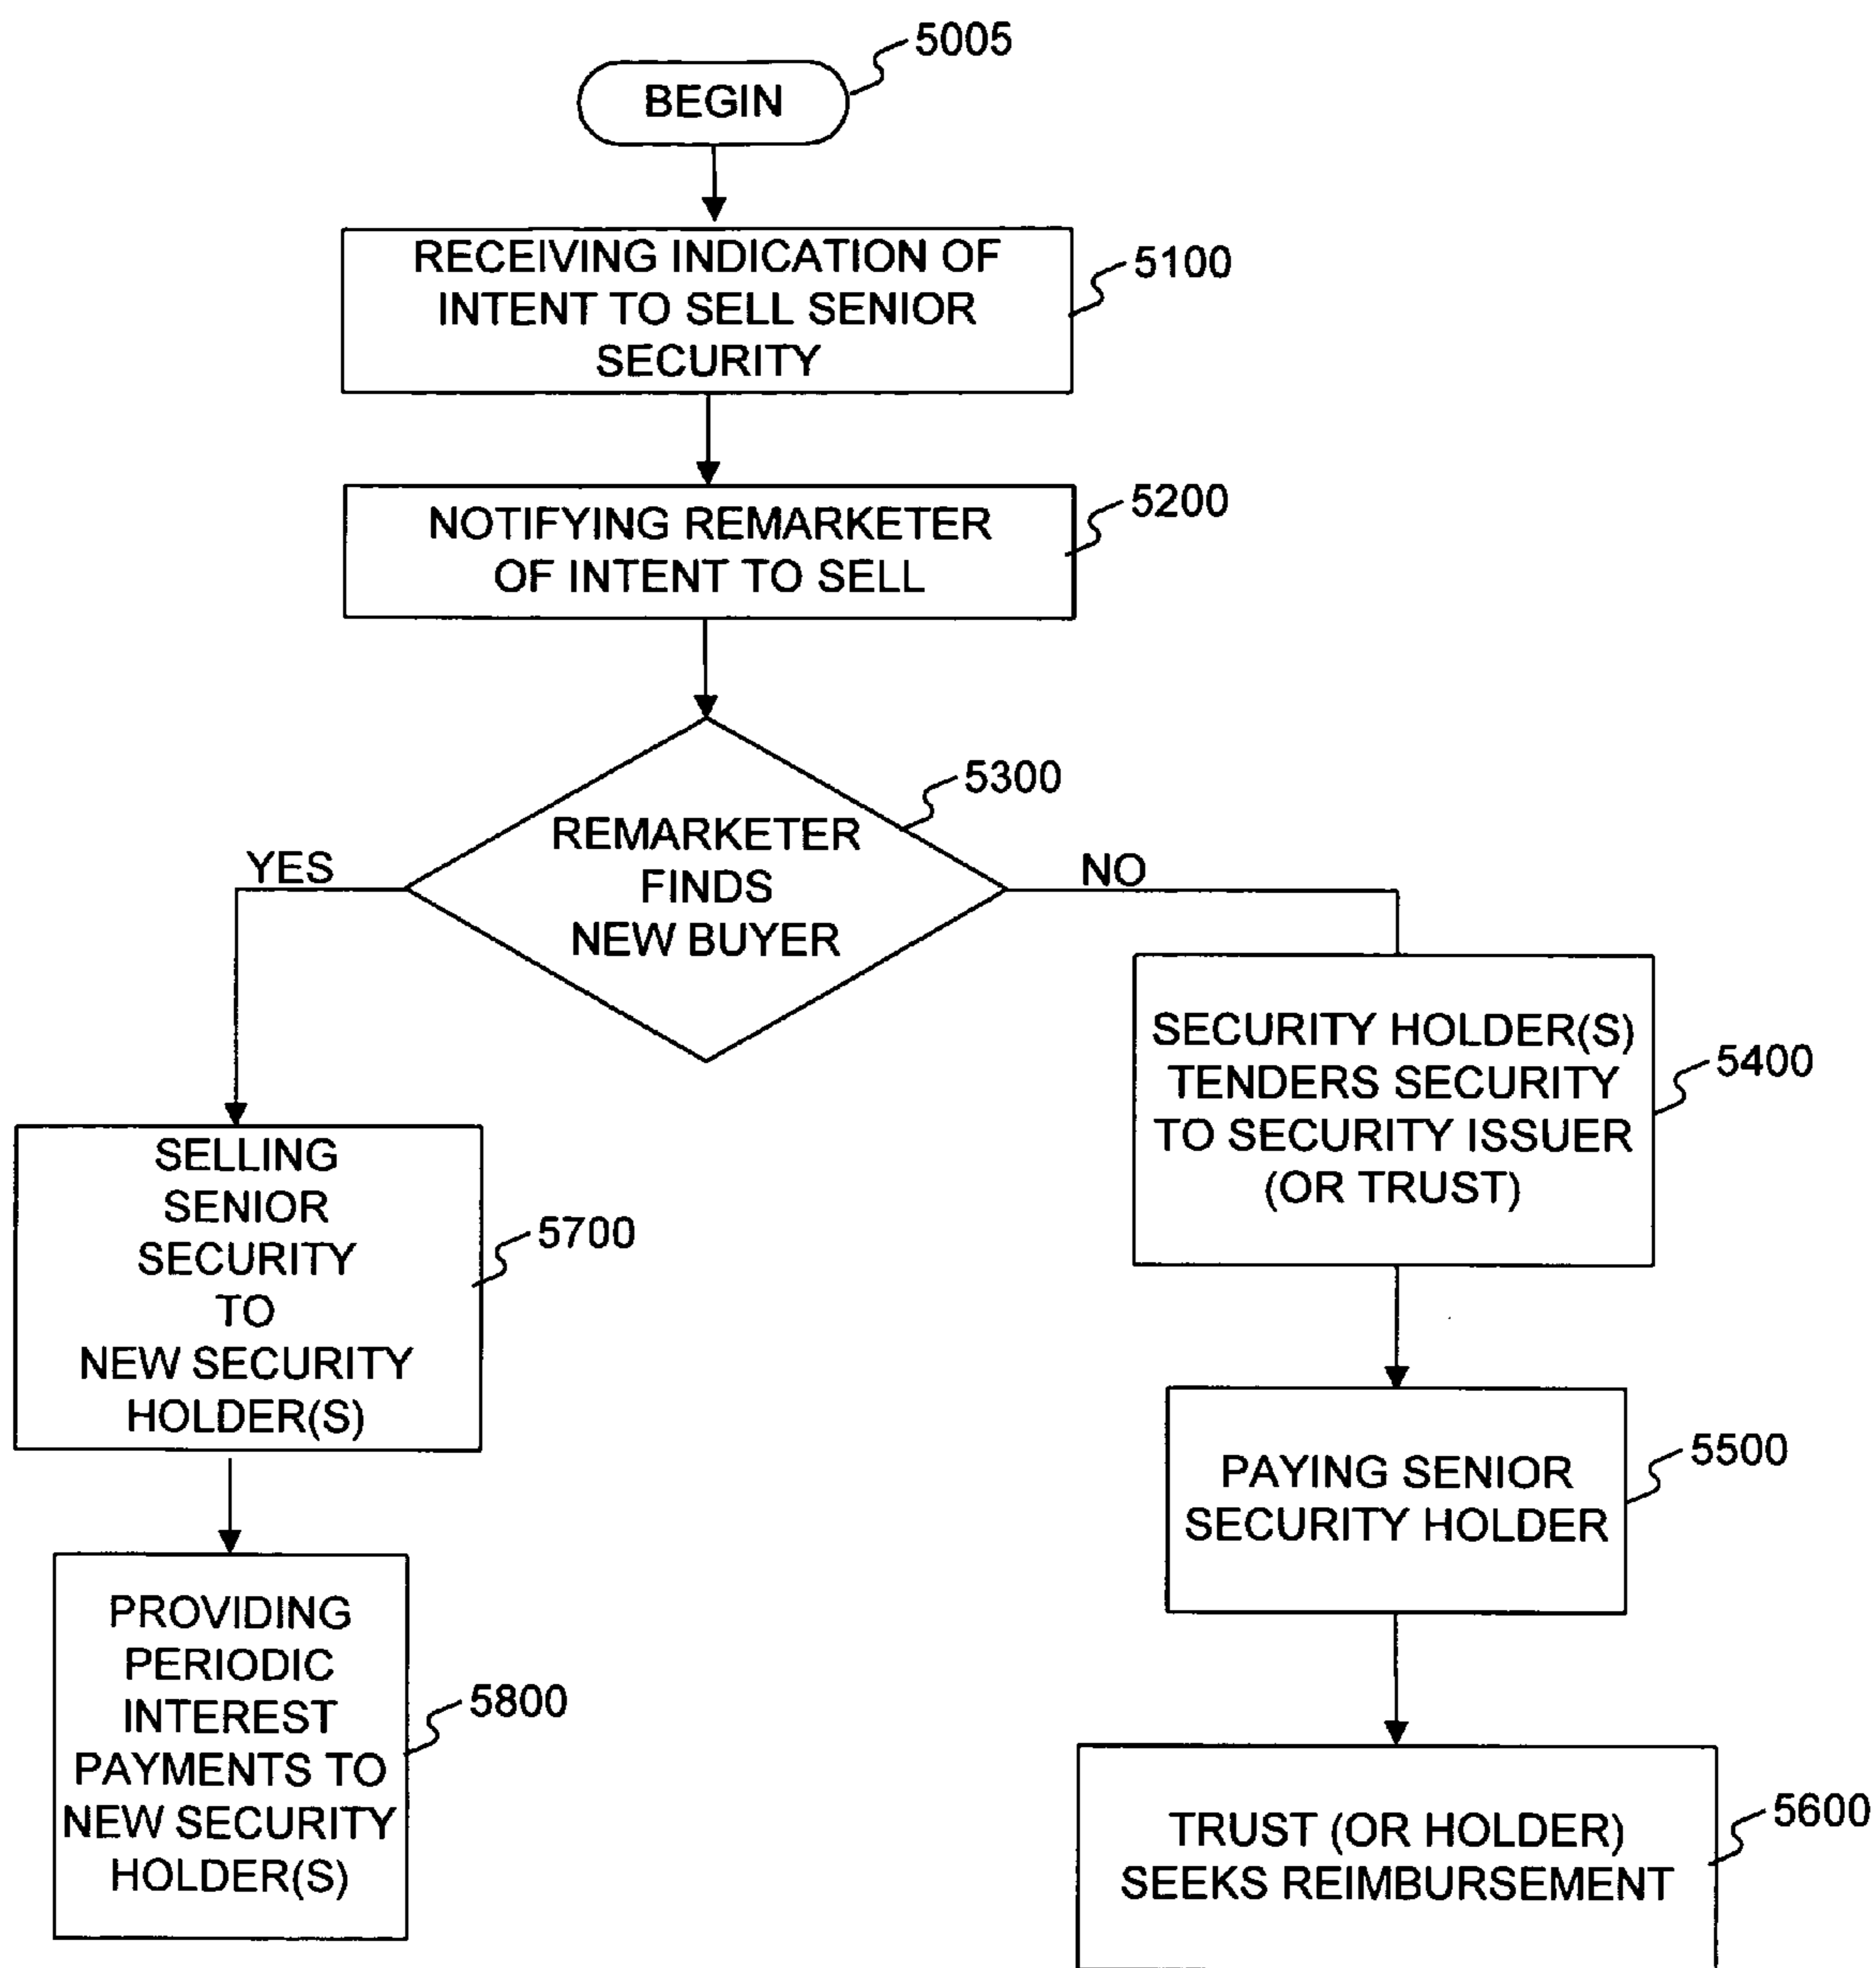 5005
BEGIN
RECEIVING INDICATION OF
INTENT TO SELL SENIOR
SECURITY
5100
NOTIFYING REMARKETER
OF INTENT TO SELL
5200
5300
REMARKETER
FINDS
NEW BUYER
YES
NO
SECURITY HOLDER(S)
TENDERS SECURITY
TO SECURITY ISSUER
(OR TRUST)
5400
SELLING
SENIOR
SECURITY
TO
NEW SECURITY
HOLDER(S)
5700
PAYING SENIOR
SECURITY HOLDER
5500
PROVIDING
PERIODIC
INTEREST
PAYMENTS TO
NEW SECURITY
HOLDER(S)
5800
TRUST (OR HOLDER)
SEEKS REIMBURSEMENT
5600